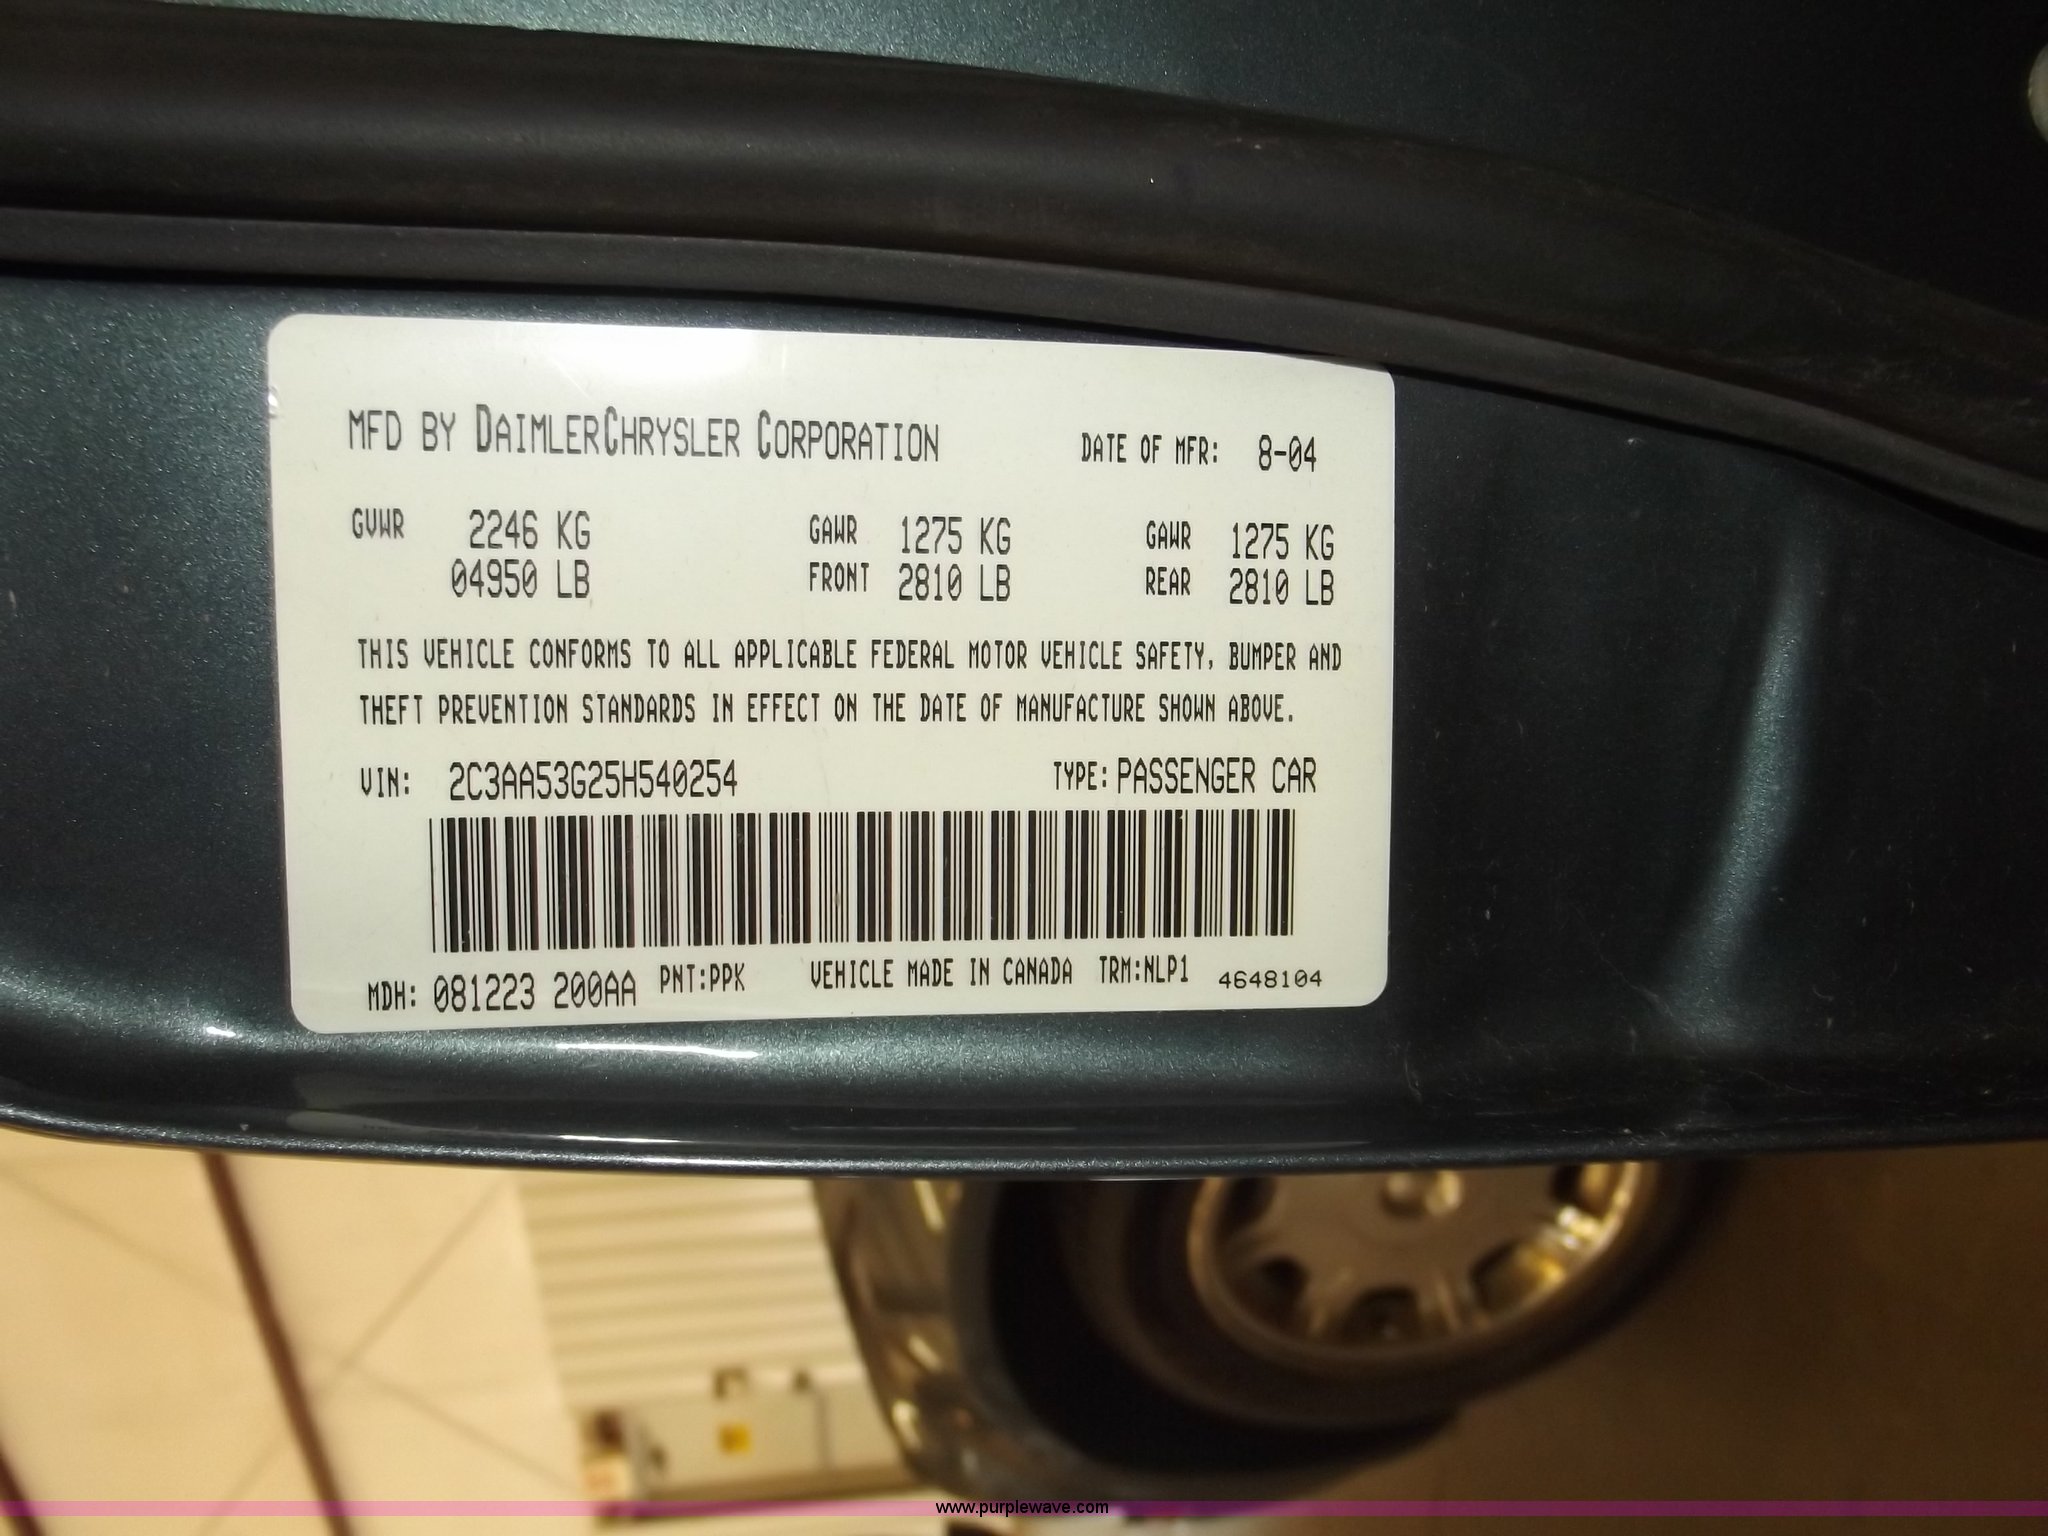 MFD BY DAIMLERCHRYSLER CORPORATION DATE OF MFR: 8-04
GVWR 2246 KG GAWR 1275 KG GAWR 1275 KG
04950 LB FRONT 2810 LB REAR 2810 LB
THIS VEHICLE CONFORMS TO ALL APPLICABLE FEDERAL MOTOR VEHICLE SAFETY, BUMPER AND
THEFT PREVENTION STANDARDS IN EFFECT ON THE DATE OF MANUFACTURE SHOWN ABOVE.
VIN: 2C3AA53G25H540254 TYPE: PASSENGER CAR
MDH: 081223 200AA PNT:PPK VEHICLE MADE IN CANADA TRM:NLP1 4648104
www.purplewave.com